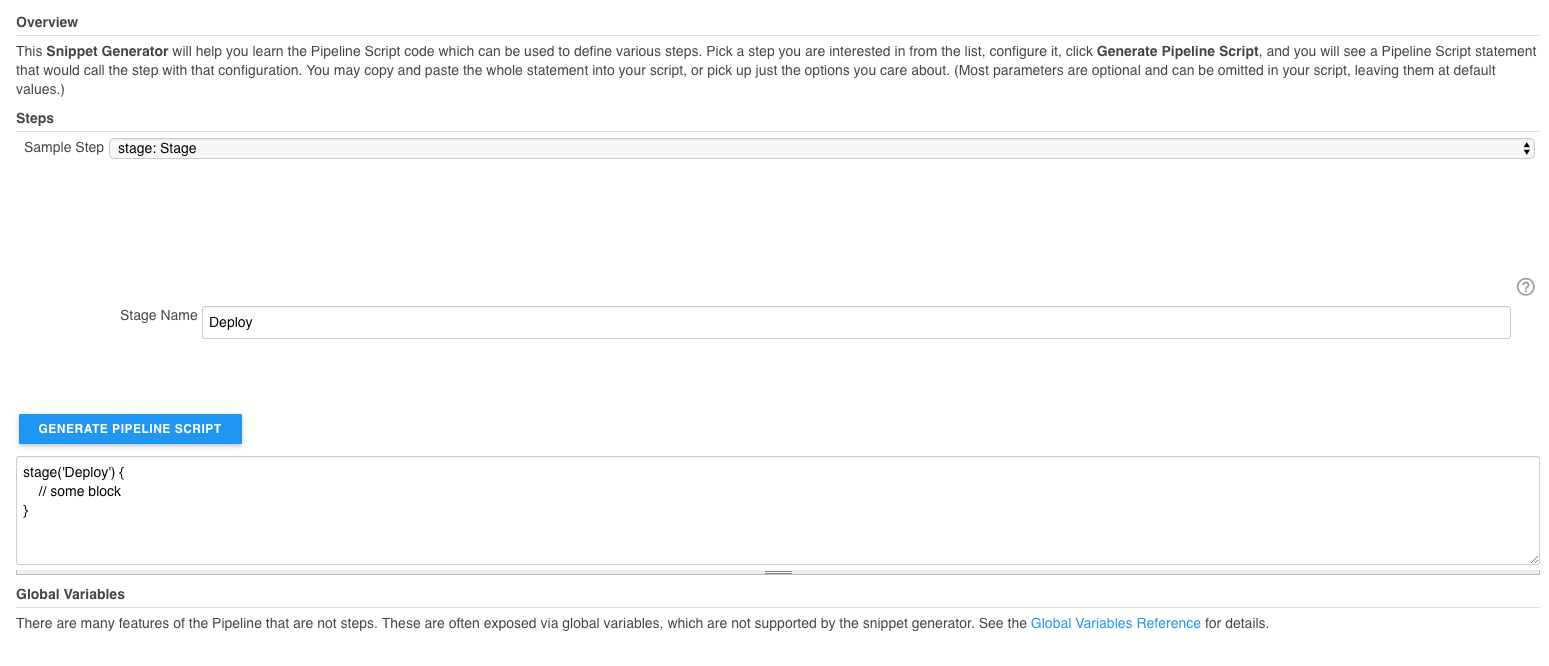 Overview
This Snippet Generator will help you learn the Pipeline Script code which can be used to define various steps. Pick a step you are interested in from the list, configure it, click Generate Pipeline Script, and you will see a Pipeline Script statement
that would call the step with that configuration. You may copy and paste the whole statement into your script, or pick up just the options you care about. (Most parameters are optional and can be omitted in your script, leaving them at default
values.)
Steps
Sample Step stage: Stage
?
Stage Name Deploy
GENERATE PIPELINE SCRIPT
stage('Deploy') {
    // some block
}
Global Variables
There are many features of the Pipeline that are not steps. These are often exposed via global variables, which are not supported by the snippet generator. See the Global Variables Reference for details.